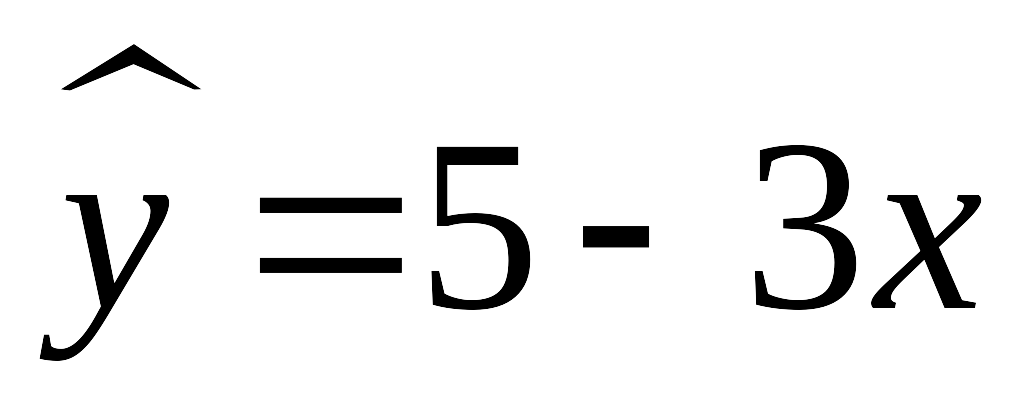 ŷ =5- 3x